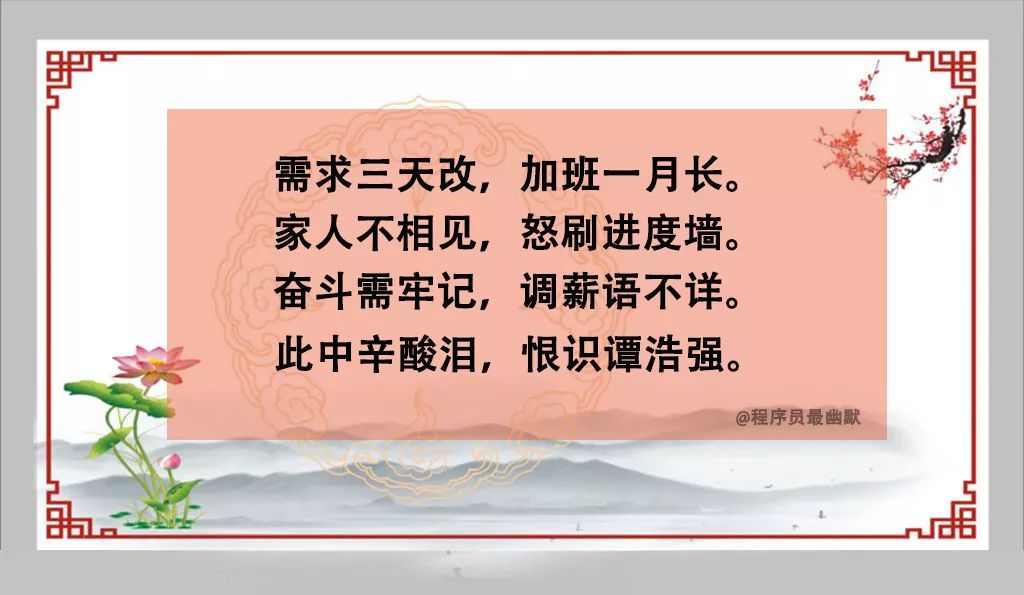 需求三天改，加班一月长。
家人不相见，怒刷进度墙。
奋斗需牢记，调薪语不详。
此中辛酸泪，恨识谭浩强。
@程序员最幽默